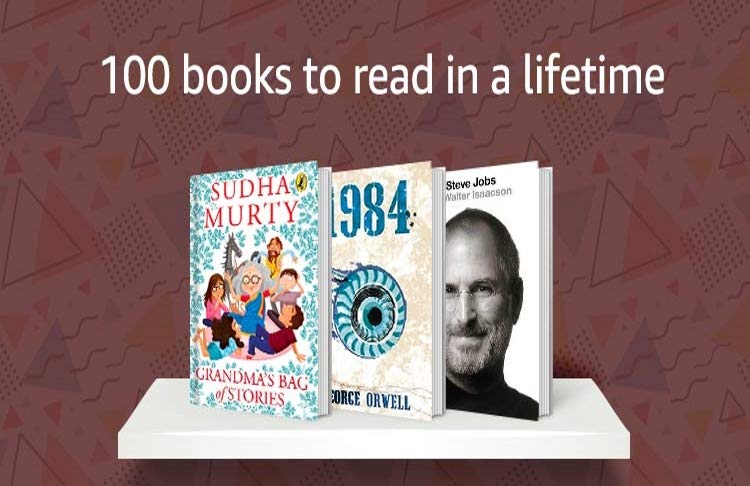 100 books to read in a lifetime
SUDHA
MURTY
GRANDMA'S BAG
of STORIES
1984
GEORGE ORWELL
Steve Jobs
Walter Isaacson